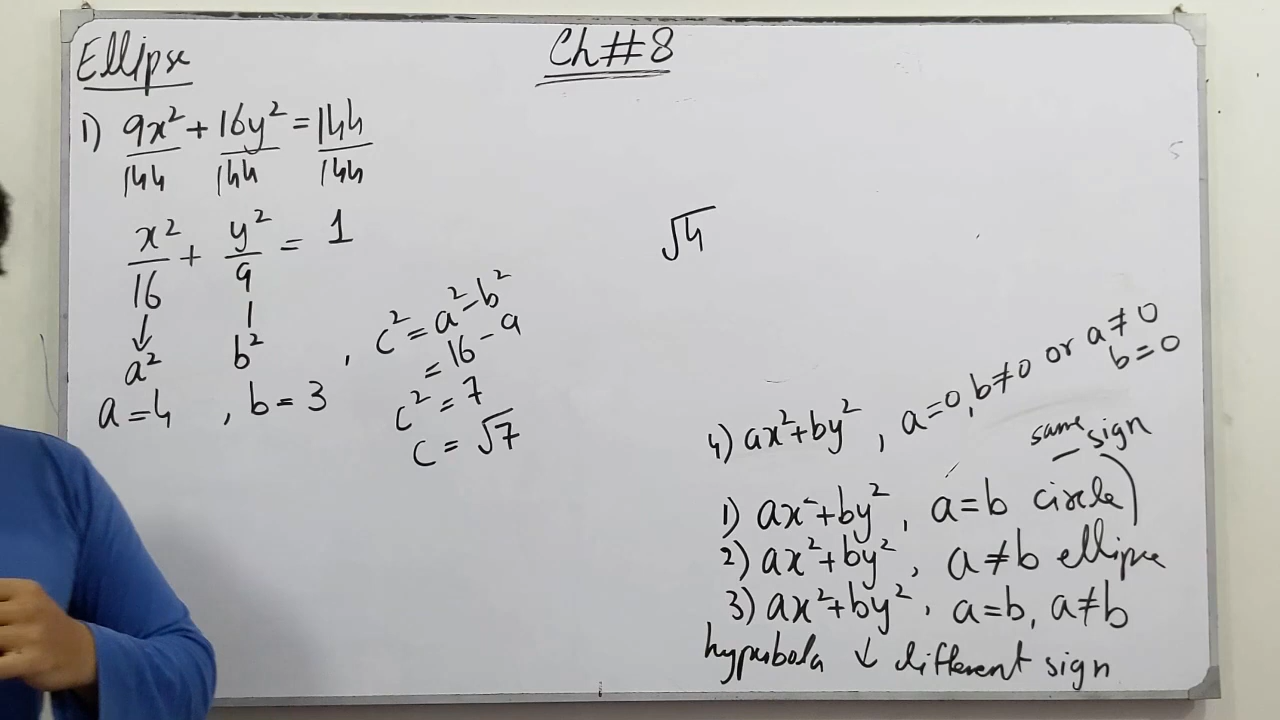 Ellipse
Ch#8
1) 9x²/144 + 16y²/144 = 144/144
x²/16 + y²/9 = 1
↓ |
a² b²
a = 4 , b = 3
, c² = a² - b²
= 16 - 9
c² = 7
c = √7
√4
4) ax² + by² , a = 0, b ≠ 0 or a ≠ 0
b = 0
same sign
1) ax² + by² , a = b circle)
2) ax² + by² , a ≠ b ellipse
3) ax² + by² , a = b, a ≠ b
hyperbola ↓ different sign